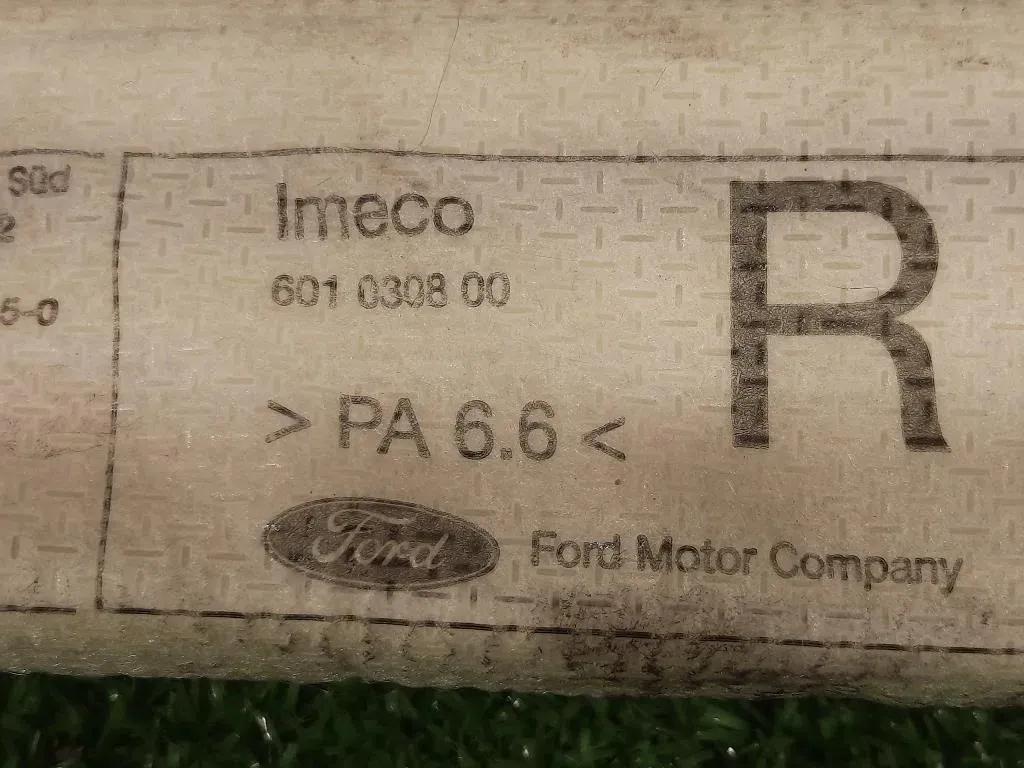 Süd
2
5-0
Imeco
601 0308 00
> PA 6.6 <
R
Ford
Ford Motor Company